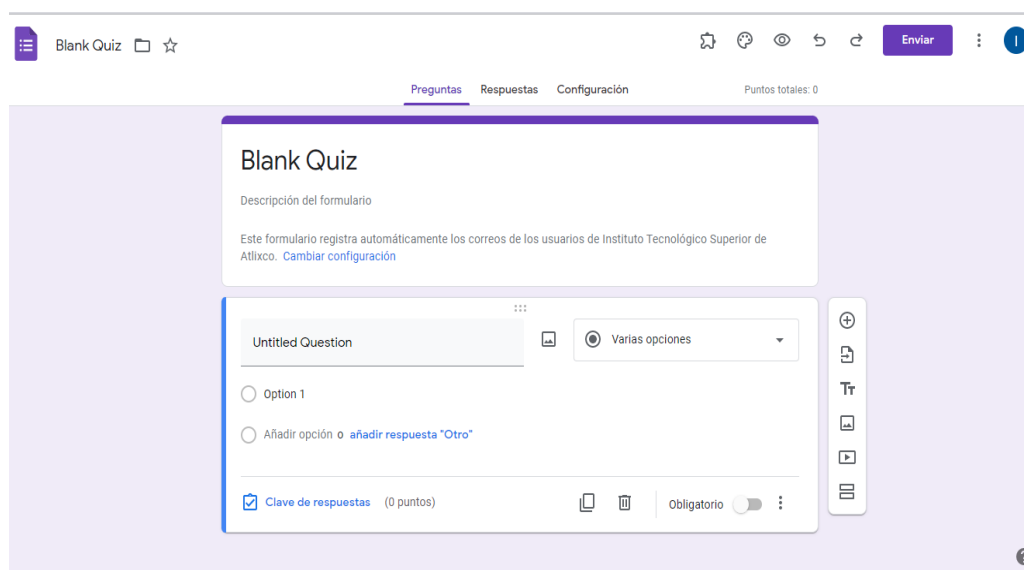 Blank Quiz
Enviar
I
Preguntas Respuestas Configuración Puntos totales: 0
Blank Quiz
Descripción del formulario
Este formulario registra automáticamente los correos de los usuarios de Instituto Tecnológico Superior de
Atlixco. Cambiar configuración
Untitled Question
Varias opciones
Option 1
Añadir opción o añadir respuesta "Otro"
Clave de respuestas (0 puntos)
Obligatorio
Tт